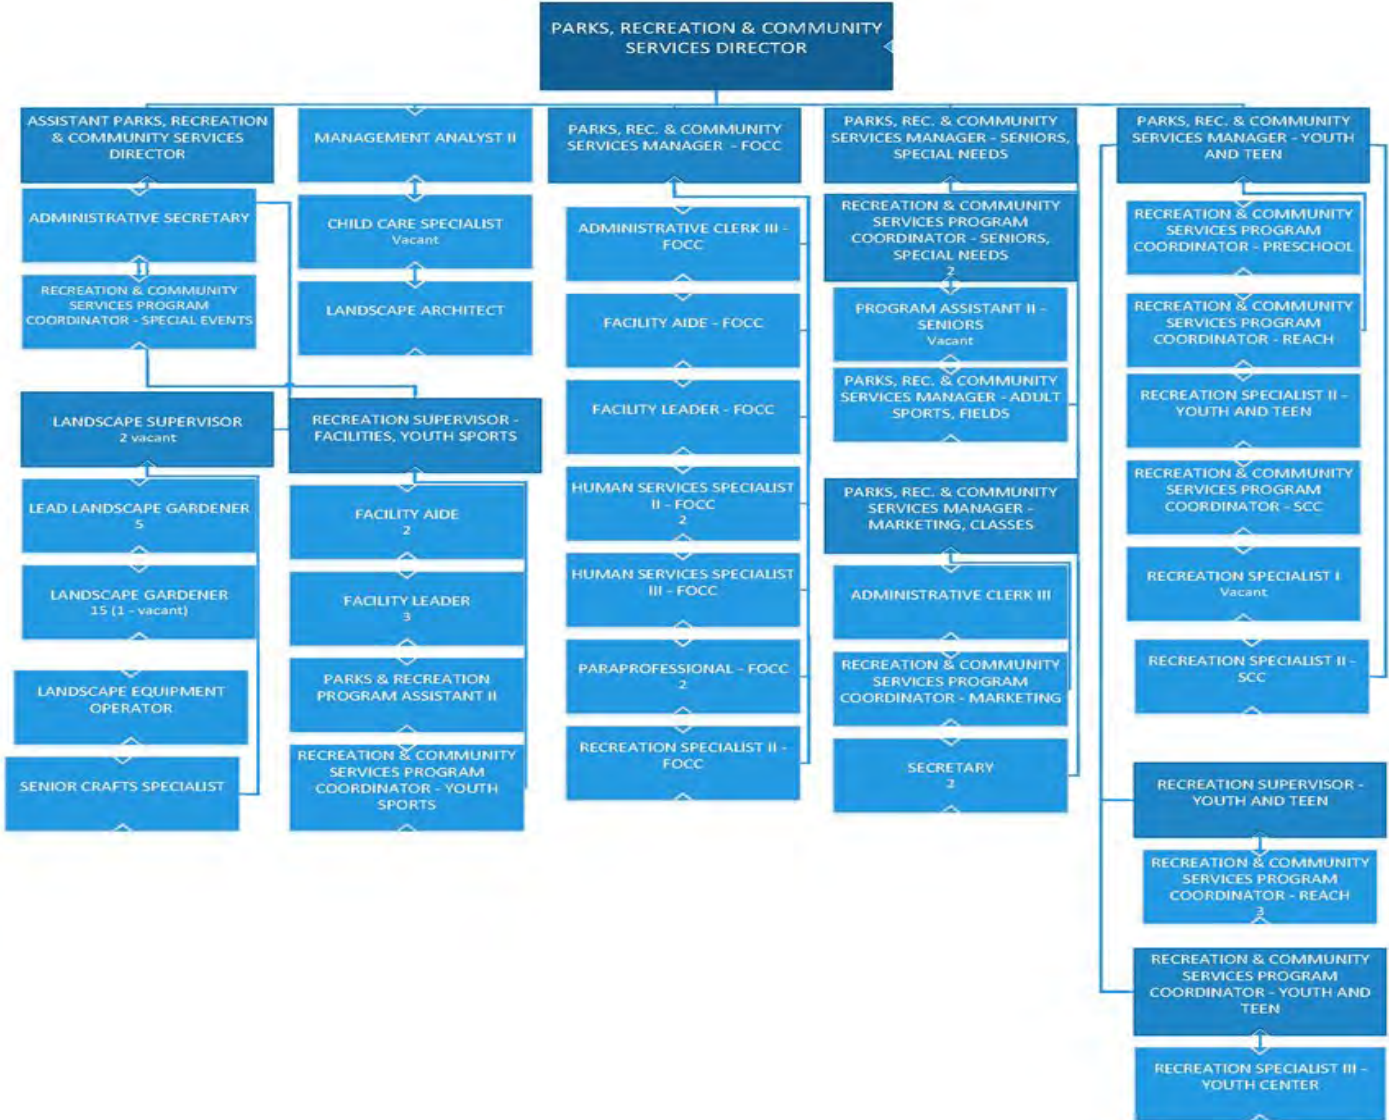 PARKS, RECREATION & COMMUNITY
SERVICES DIRECTOR
ASSISTANT PARKS, RECREATION
& COMMUNITY SERVICES
DIRECTOR
ADMINISTRATIVE SECRETARY
RECREATION & COMMUNITY
SERVICES PROGRAM
COORDINATOR - SPECIAL EVENTS
LANDSCAPE SUPERVISOR
2 vacant
LEAD LANDSCAPE GARDENER
5
LANDSCAPE GARDENER
15 (1 - vacant)
LANDSCAPE EQUIPMENT
OPERATOR
SENIOR CRAFTS SPECIALIST
MANAGEMENT ANALYST II
CHILD CARE SPECIALIST
Vacant
LANDSCAPE ARCHITECT
RECREATION SUPERVISOR -
FACILITIES, YOUTH SPORTS
FACILITY AIDE
2
FACILITY LEADER
3
PARKS & RECREATION
PROGRAM ASSISTANT II
RECREATION & COMMUNITY
SERVICES PROGRAM
COORDINATOR - YOUTH
SPORTS
PARKS, REC. & COMMUNITY
SERVICES MANAGER - FOCC
ADMINISTRATIVE CLERK III -
FOCC
FACILITY AIDE - FOCC
FACILITY LEADER - FOCC
HUMAN SERVICES SPECIALIST
II - FOCC
2
HUMAN SERVICES SPECIALIST
III - FOCC
PARAPROFESSIONAL - FOCC
2
RECREATION SPECIALIST II -
FOCC
PARKS, REC. & COMMUNITY
SERVICES MANAGER - SENIORS,
SPECIAL NEEDS
RECREATION & COMMUNITY
SERVICES PROGRAM
COORDINATOR - SENIORS,
SPECIAL NEEDS
2
PROGRAM ASSISTANT II -
SENIORS
Vacant
PARKS, REC. & COMMUNITY
SERVICES MANAGER - ADULT
SPORTS, FIELDS
PARKS, REC. & COMMUNITY
SERVICES MANAGER -
MARKETING, CLASSES
ADMINISTRATIVE CLERK III
RECREATION & COMMUNITY
SERVICES PROGRAM
COORDINATOR - MARKETING
SECRETARY
2
PARKS, REC. & COMMUNITY
SERVICES MANAGER - YOUTH
AND TEEN
RECREATION & COMMUNITY
SERVICES PROGRAM
COORDINATOR - PRESCHOOL
RECREATION & COMMUNITY
SERVICES PROGRAM
COORDINATOR - REACH
RECREATION SPECIALIST II -
YOUTH AND TEEN
RECREATION & COMMUNITY
SERVICES PROGRAM
COORDINATOR - SCC
RECREATION SPECIALIST I
Vacant
RECREATION SPECIALIST II -
SCC
RECREATION SUPERVISOR -
YOUTH AND TEEN
RECREATION & COMMUNITY
SERVICES PROGRAM
COORDINATOR - REACH
3
RECREATION & COMMUNITY
SERVICES PROGRAM
COORDINATOR - YOUTH AND
TEEN
RECREATION SPECIALIST III -
YOUTH CENTER